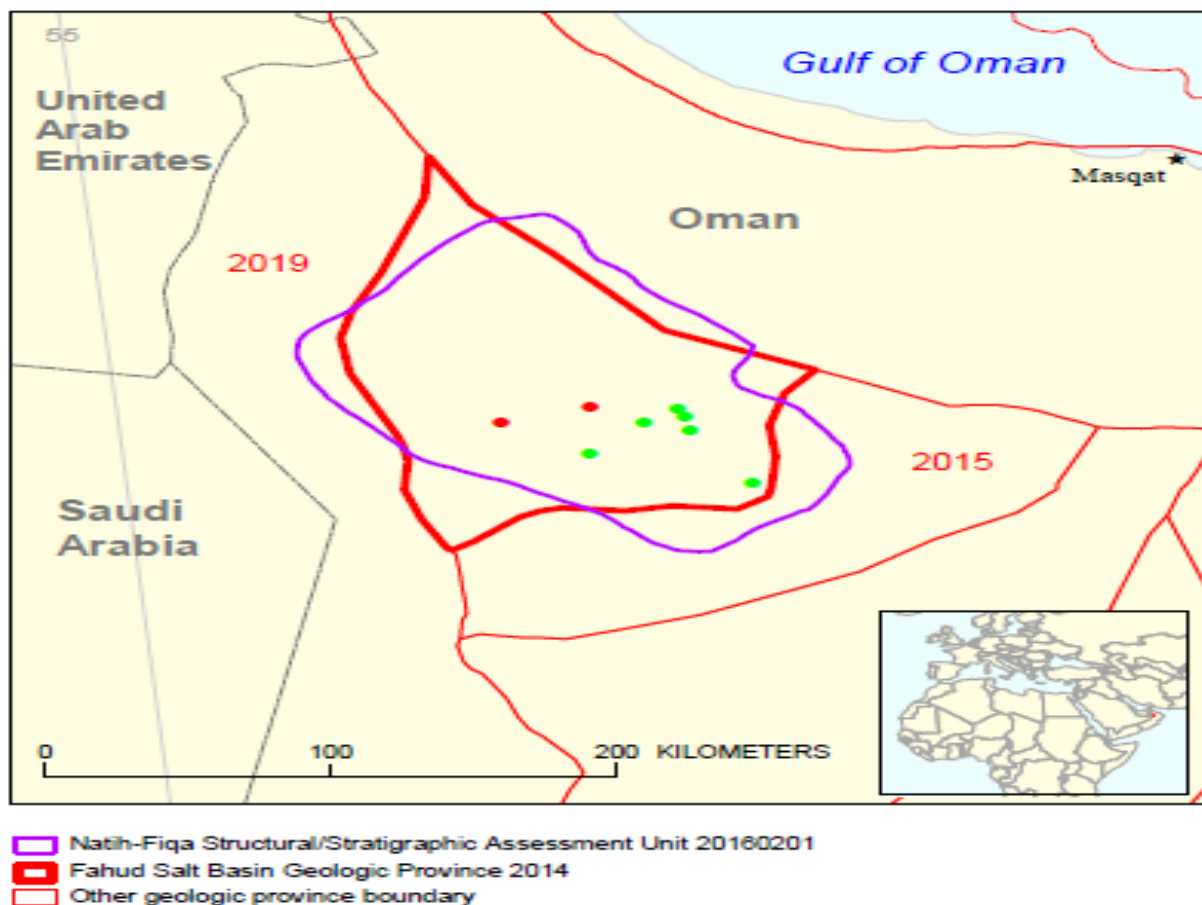 55
Gulf of Oman
United
Arab
Emirates
Masqat
Oman
2019
2015
Saudi
Arabia
0 100 200 KILOMETERS
Natih-Fiqa Structural/Stratigraphic Assessment Unit 20160201
Fahud Salt Basin Geologic Province 2014
Other geologic province boundary